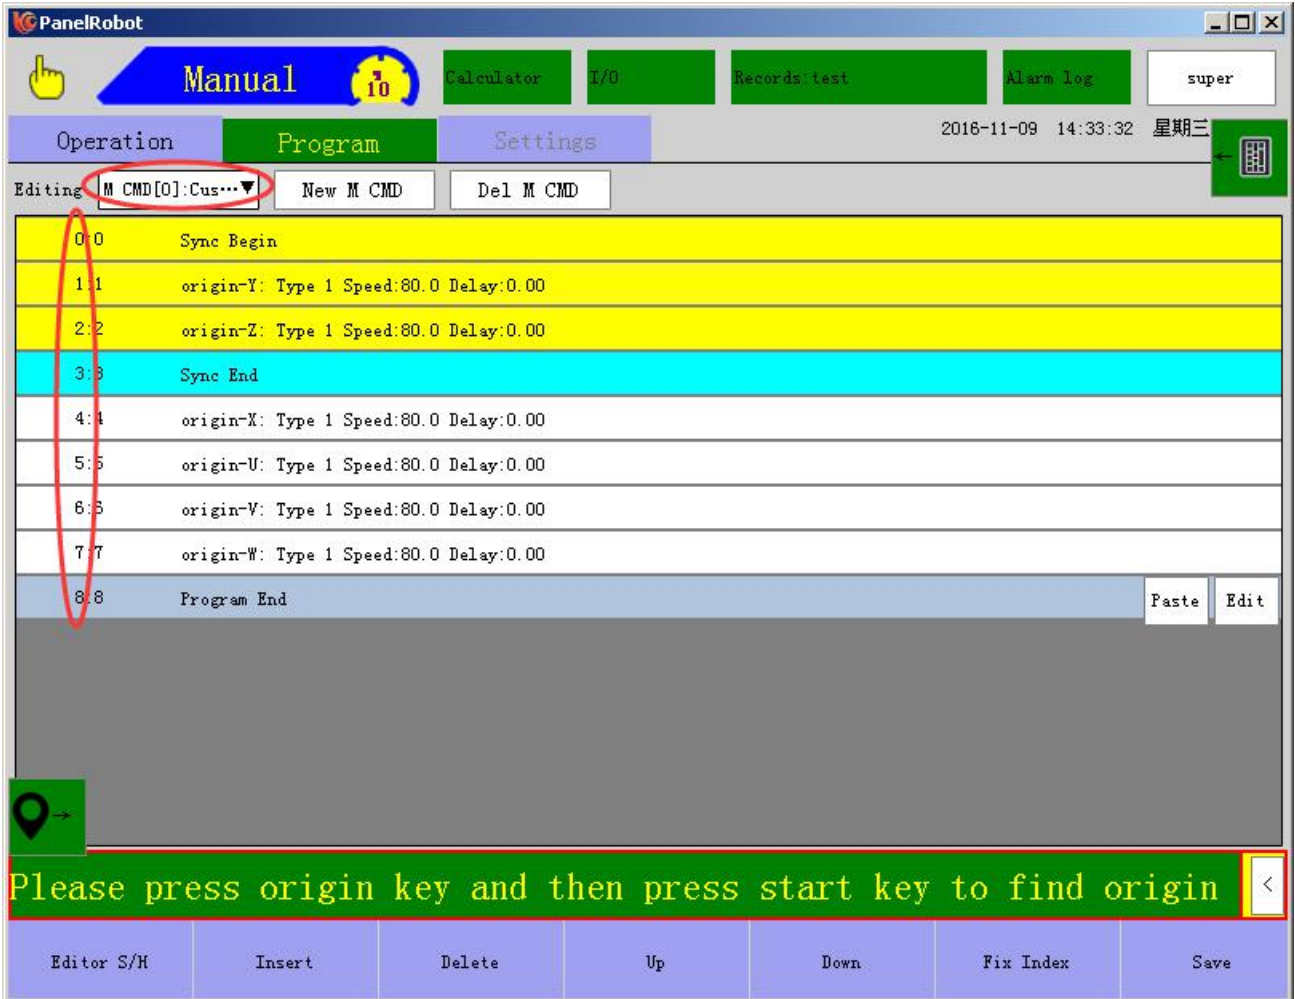 PanelRobot
Manual 10 Calculator I/O Records:test Alarm log super
Operation Program Settings 2016-11-09 14:33:32 星期三
Editing M CMD[0]:Cus…▼ New M CMD Del M CMD
0:0 Sync Begin
1:1 origin-Y: Type 1 Speed:80.0 Delay:0.00
2:2 origin-Z: Type 1 Speed:80.0 Delay:0.00
3:3 Sync End
4:4 origin-X: Type 1 Speed:80.0 Delay:0.00
5:5 origin-U: Type 1 Speed:80.0 Delay:0.00
6:6 origin-V: Type 1 Speed:80.0 Delay:0.00
7:7 origin-W: Type 1 Speed:80.0 Delay:0.00
8:8 Program End Paste Edit
Please press origin key and then press start key to find origin <
Editor S/H Insert Delete Up Down Fix Index Save